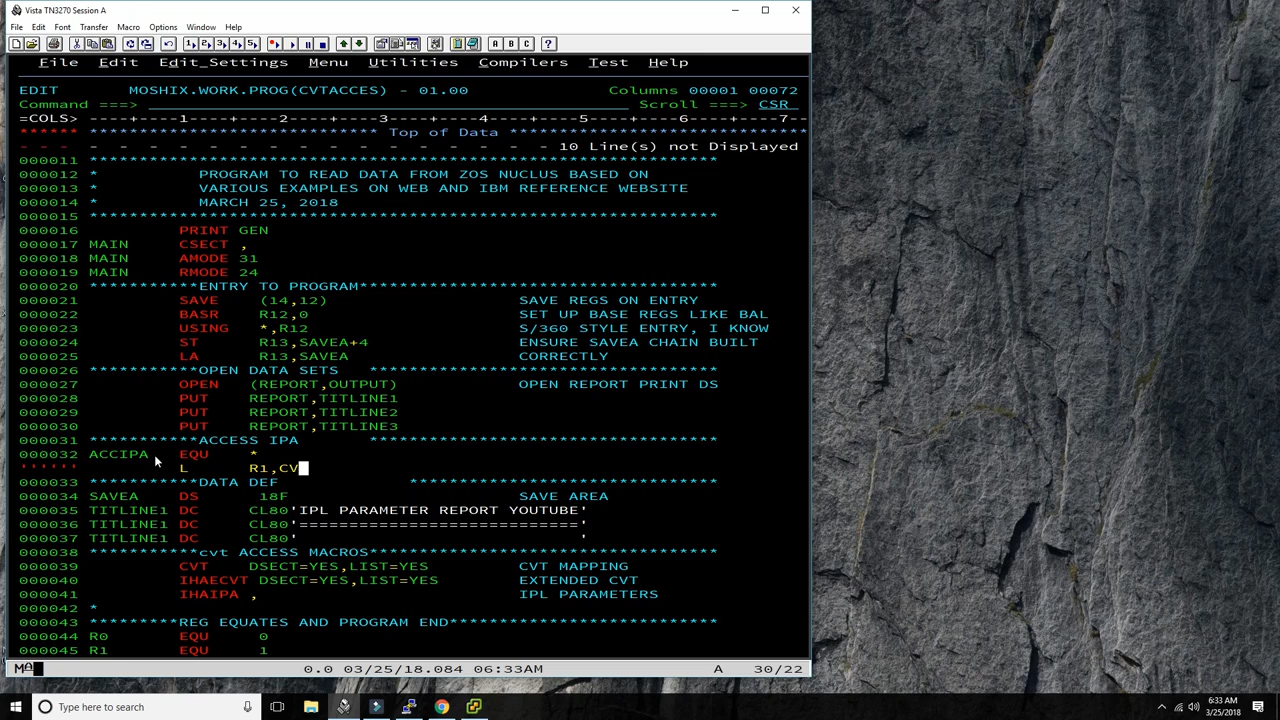 Vista TN3270 Session A
File Edit Font Transfer Macro Options Window Help
A B C ?
File Edit Edit_Settings Menu Utilities Compilers Test Help
EDIT MOSHIX.WORK.PROG(CVTACCES) - 01.00 Columns 00001 00072
Command ===> Scroll ===> CSR
=COLS> ----+----1----+----2----+----3----+----4----+----5----+----6----+----7--
****** ***************************** Top of Data ******************************
- - - - - - - - - - - - - - - - - - - - - - 10 Line(s) not Displayed
000011 ***************************************************************
000012 * PROGRAM TO READ DATA FROM ZOS NUCLUS BASED ON
000013 * VARIOUS EXAMPLES ON WEB AND IBM REFERENCE WEBSITE
000014 * MARCH 25, 2018
000015 ***************************************************************
000016 PRINT GEN
000017 MAIN CSECT ,
000018 MAIN AMODE 31
000019 MAIN RMODE 24
000020 ***********ENTRY TO PROGRAM************************************
000021 SAVE (14,12) SAVE REGS ON ENTRY
000022 BASR R12,0 SET UP BASE REGS LIKE BAL
000023 USING *,R12 S/360 STYLE ENTRY, I KNOW
000024 ST R13,SAVEA+4 ENSURE SAVEA CHAIN BUILT
000025 LA R13,SAVEA CORRECTLY
000026 ***********OPEN DATA SETS ***********************************
000027 OPEN (REPORT,OUTPUT) OPEN REPORT PRINT DS
000028 PUT REPORT,TITLINE1
000029 PUT REPORT,TITLINE2
000030 PUT REPORT,TITLINE3
000031 ***********ACCESS IPA ***********************************
000032 ACCIPA EQU *
'''''' L R1,CV
000033 ***********DATA DEF *******************************
000034 SAVEA DS 18F SAVE AREA
000035 TITLINE1 DC CL80'IPL PARAMETER REPORT YOUTUBE'
000036 TITLINE1 DC CL80'============================'
000037 TITLINE1 DC CL80' '
000038 ***********cvt ACCESS MACROS***********************************
000039 CVT DSECT=YES,LIST=YES CVT MAPPING
000040 IHAECVT DSECT=YES,LIST=YES EXTENDED CVT
000041 IHAIPA , IPL PARAMETERS
000042 *
000043 *********REG EQUATES AND PROGRAM END***************************
000044 R0 EQU 0
000045 R1 EQU 1
0.0 03/25/18.084 06:33AM A 30/22
Type here to search
6:33 AM
3/25/2018